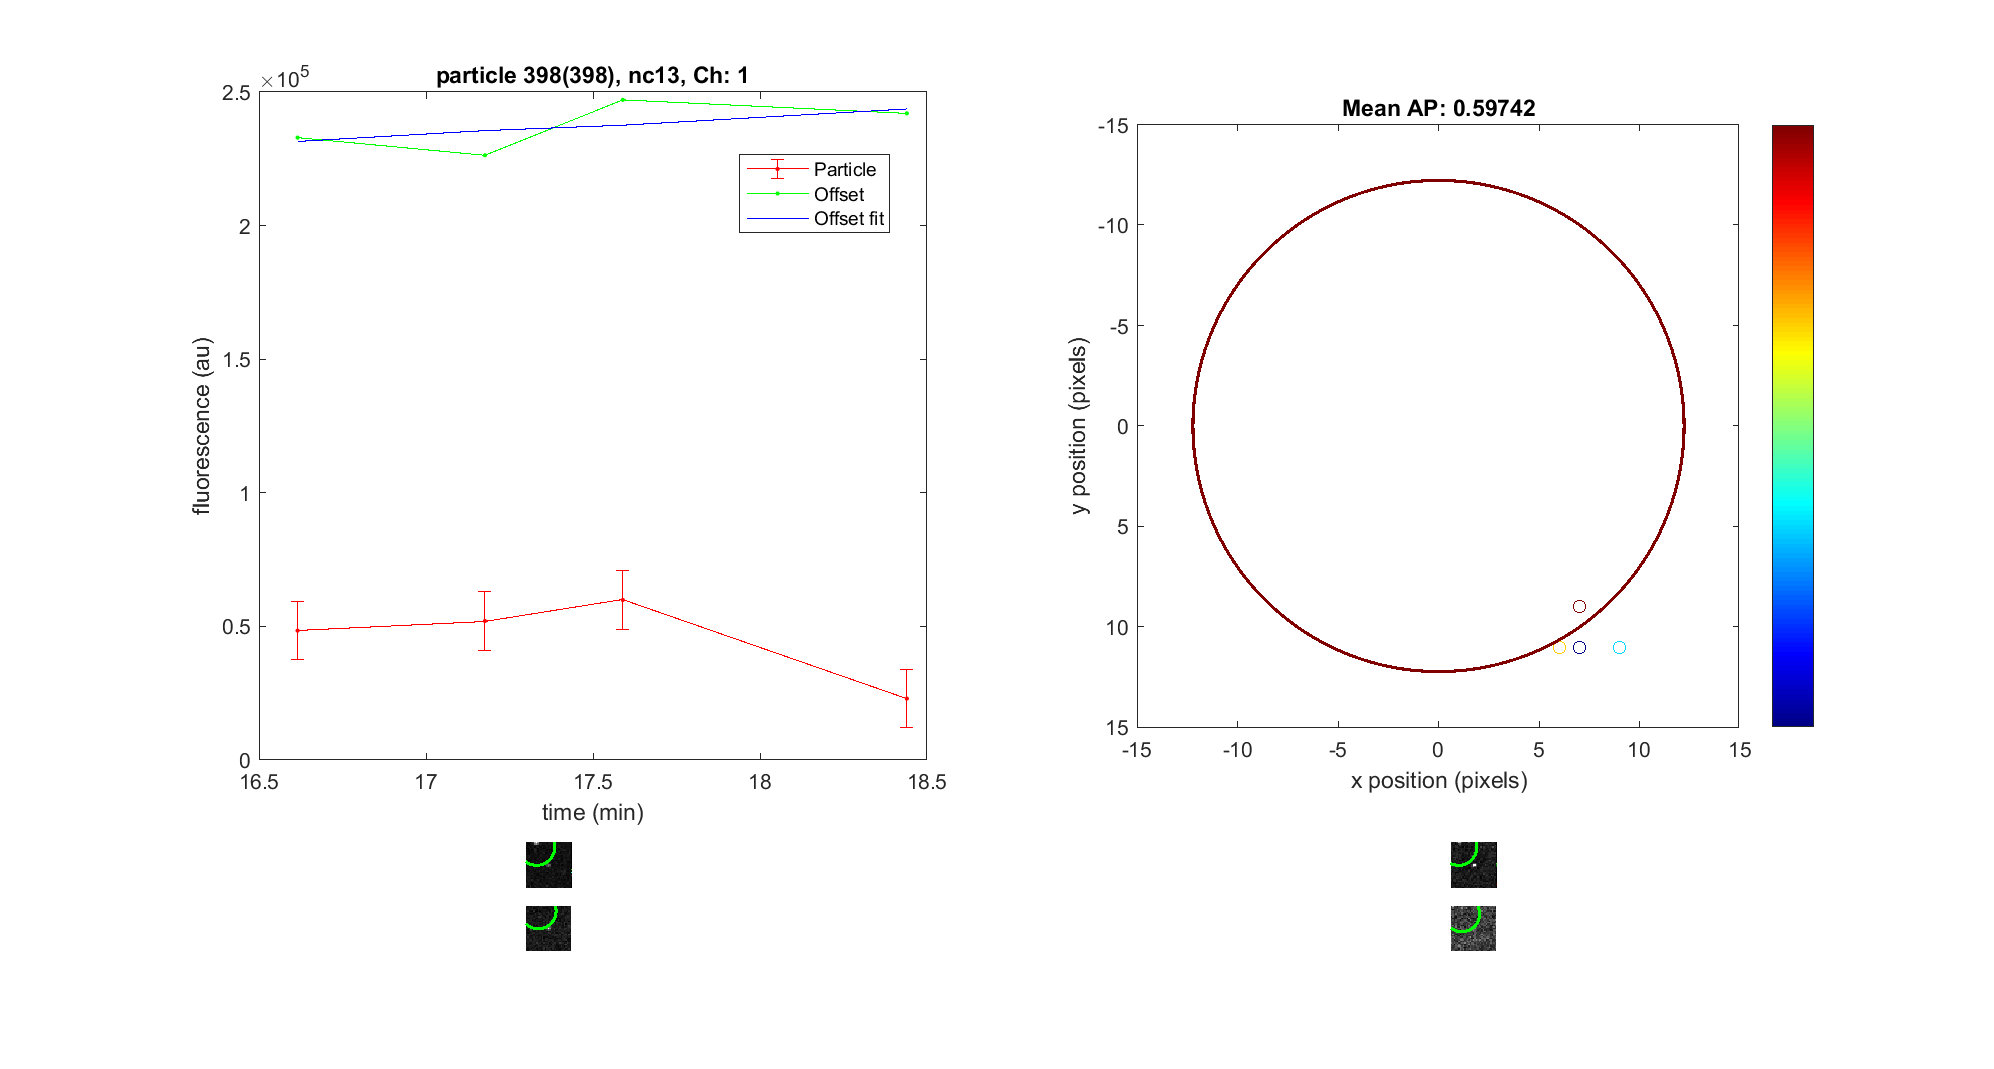 particle 398(398), nc13, Ch: 1
×10^5
2.5
2
1.5
1
0.5
0
fluorescence (au)
16.5 17 17.5 18 18.5
time (min)
Particle
Offset
Offset fit
Mean AP: 0.59742
-15
-10
-5
0
5
10
15
y position (pixels)
-15 -10 -5 0 5 10 15
x position (pixels)